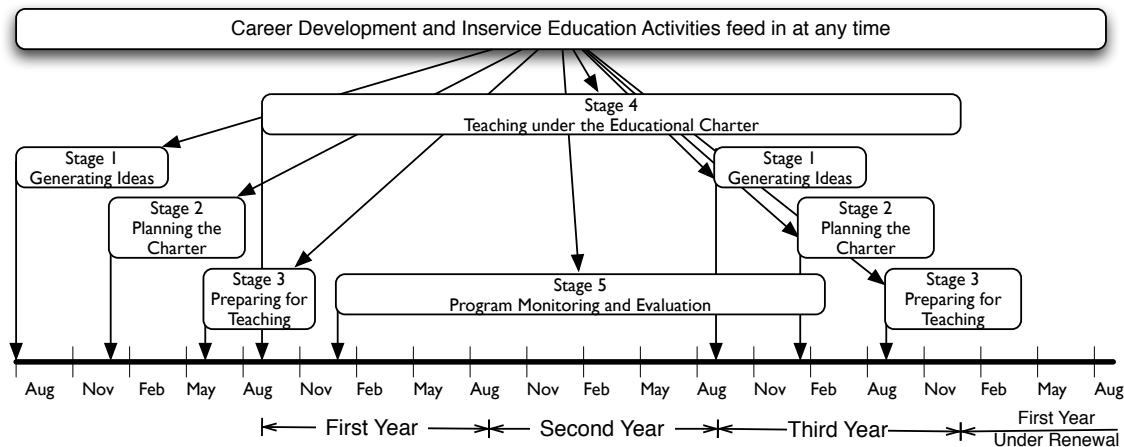 Career Development and Inservice Education Activities feed in at any time
Stage 4
Teaching under the Educational Charter
Stage 1
Generating Ideas
Stage 2
Planning the
Charter
Stage 3
Preparing for
Teaching
Stage 5
Program Monitoring and Evaluation
Stage 1
Generating Ideas
Stage 2
Planning the
Charter
Stage 3
Preparing for
Teaching
Aug Nov Feb May Aug Nov Feb May Aug Nov Feb May Aug Nov Feb May Aug Nov Feb May Aug
First Year Second Year Third Year First Year
Under Renewal